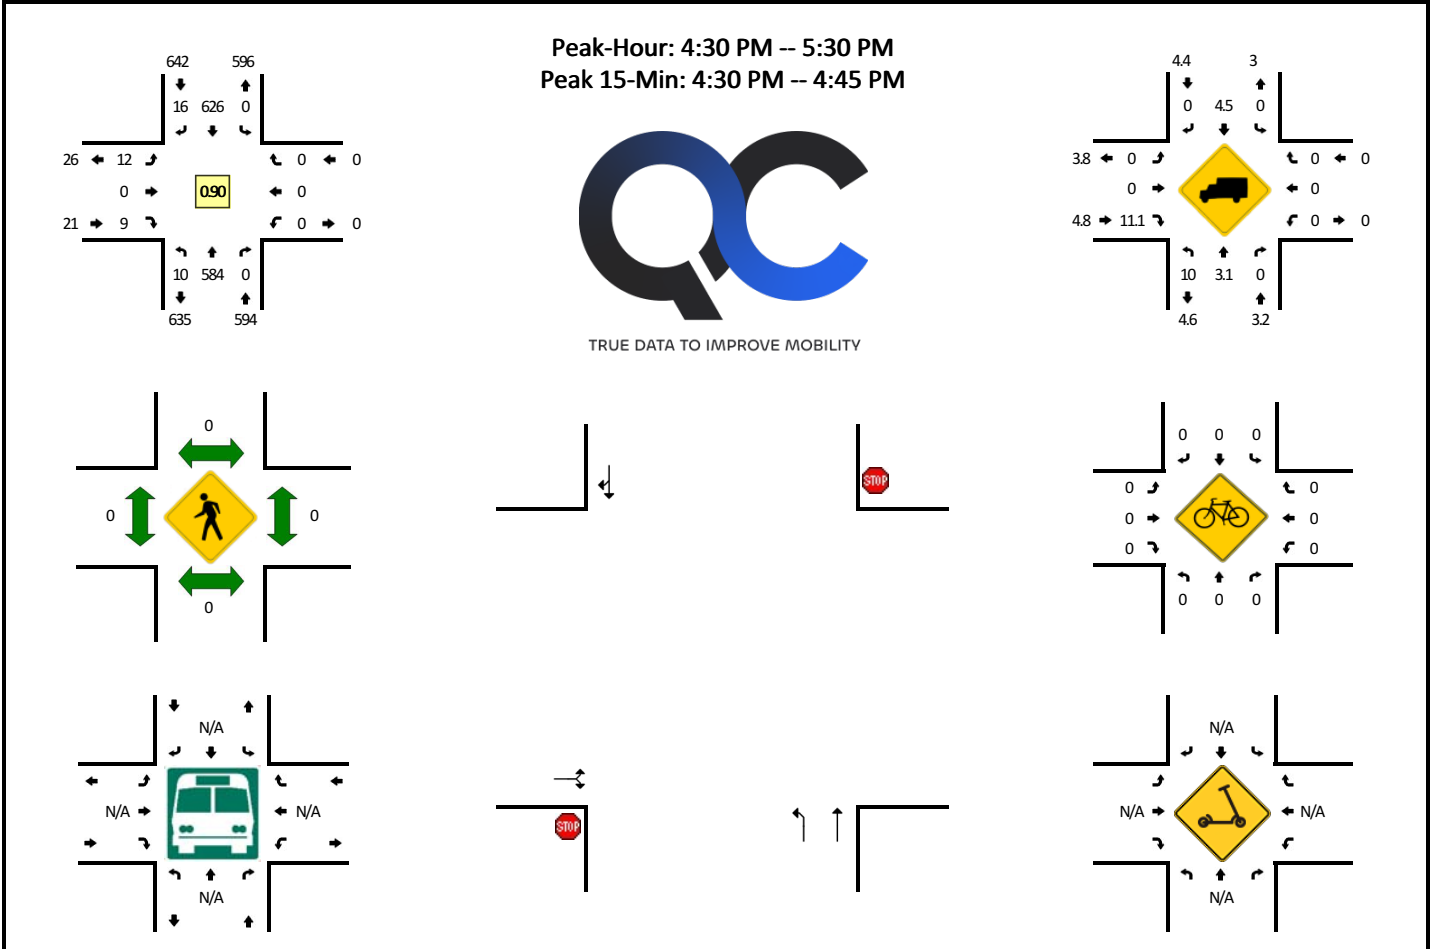 Peak-Hour: 4:30 PM -- 5:30 PM
Peak 15-Min: 4:30 PM -- 4:45 PM
642 596
16 626 0
26 12 0 0
0 0.90 0
21 9 0 0
10 584 0
635 594
QC
TRUE DATA TO IMPROVE MOBILITY
4.4 3
0 4.5 0
3.8 0 0 0
0 0
4.8 11.1 0 0
10 3.1 0
4.6 3.2
0
0 0
0
STOP
STOP
0 0 0
0 0
0 0
0 0
0 0 0
N/A
N/A N/A
N/A
N/A
N/A N/A
N/A